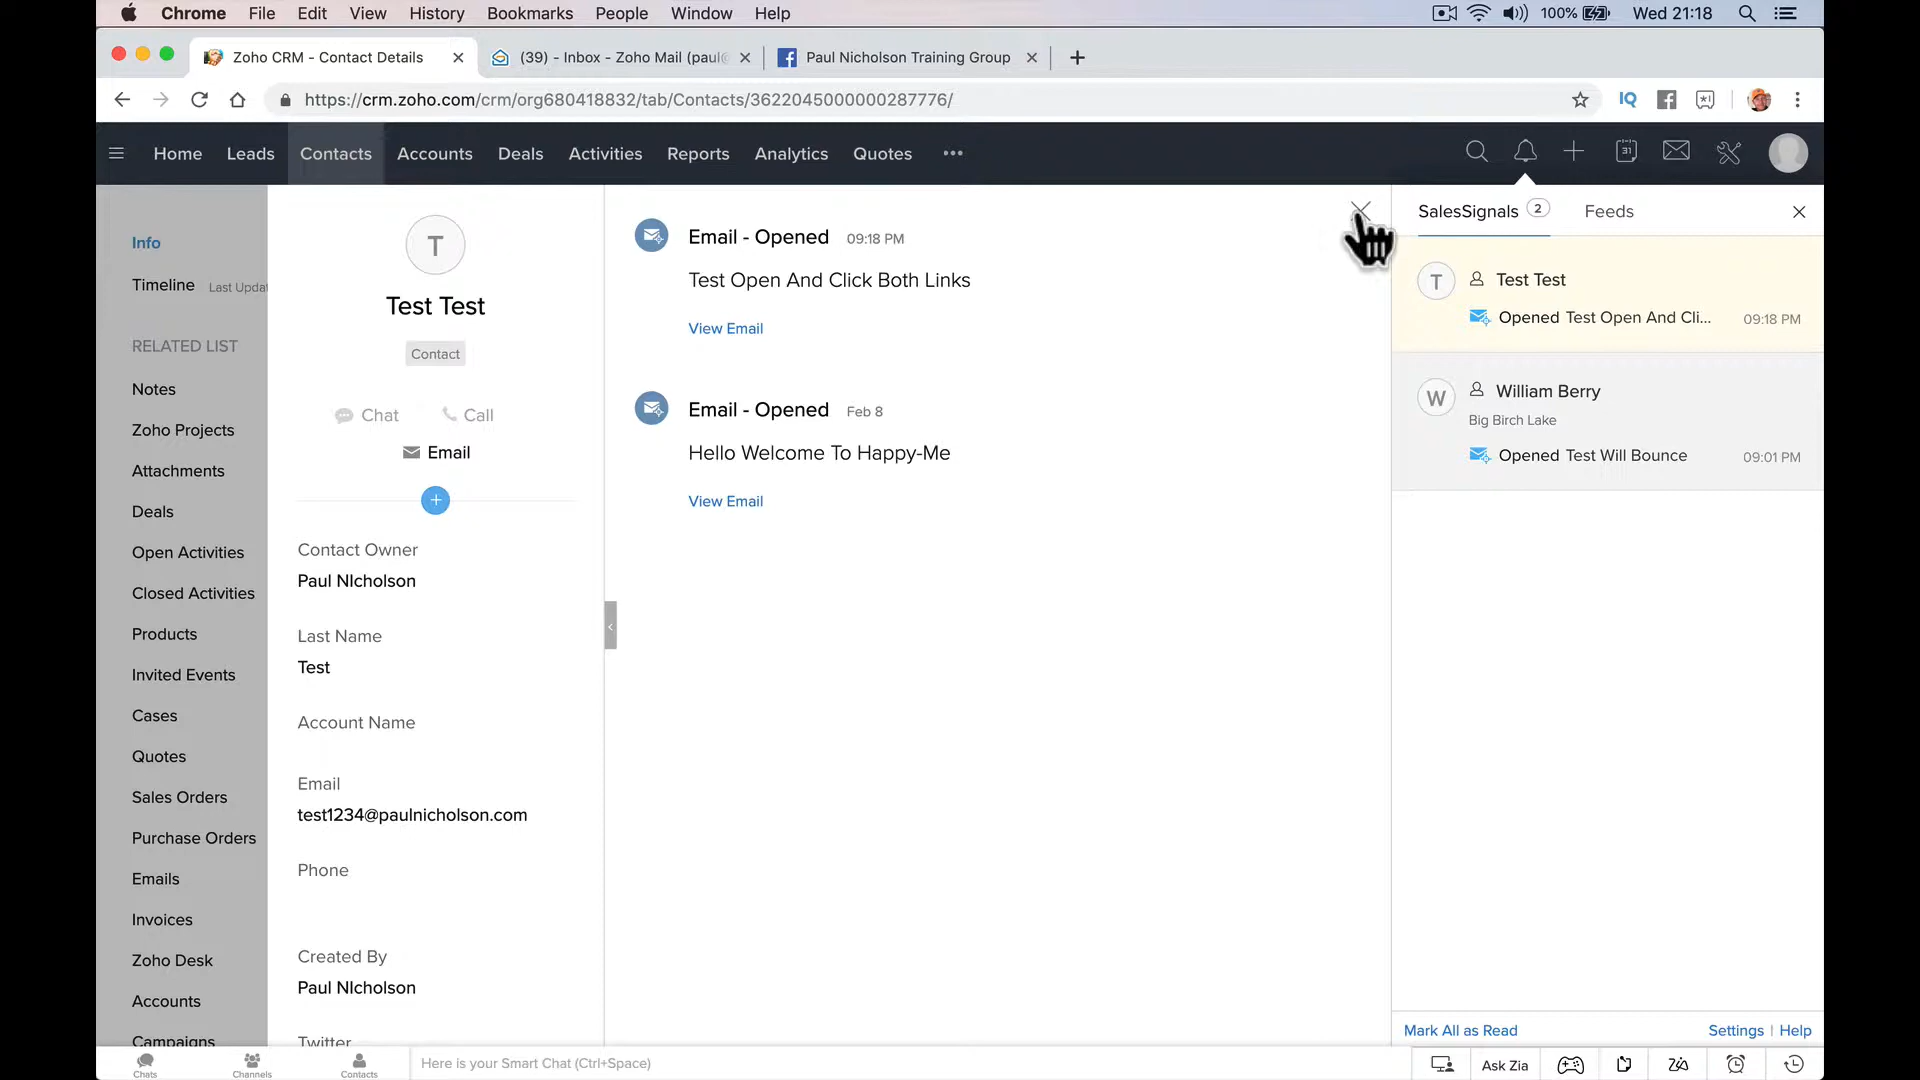 Chrome File Edit View History Bookmarks People Window Help 100% Wed 21:18
Zoho CRM - Contact Details (39) - Inbox - Zoho Mail (paul@ Paul Nicholson Training Group
https://crm.zoho.com/crm/org680418832/tab/Contacts/3622045000000287776/ IQ
Home Leads Contacts Accounts Deals Activities Reports Analytics Quotes ••• 31
Info
Timeline Last Updat
RELATED LIST
Notes
Zoho Projects
Attachments
Deals
Open Activities
Closed Activities
Products
Invited Events
Cases
Quotes
Sales Orders
Purchase Orders
Emails
Invoices
Zoho Desk
Accounts
Campaigns
T
Test Test
Contact
Chat Call
Email
Contact Owner
Paul NIcholson
Last Name
Test
Account Name
Email
test1234@paulnicholson.com
Phone
Created By
Paul NIcholson
Twitter
Email - Opened 09:18 PM
Test Open And Click Both Links
View Email
Email - Opened Feb 8
Hello Welcome To Happy-Me
View Email
SalesSignals 2 Feeds
T Test Test
Opened Test Open And Cli... 09:18 PM
W William Berry
Big Birch Lake
Opened Test Will Bounce 09:01 PM
Mark All as Read Settings | Help
Chats Channels Contacts Here is your Smart Chat (Ctrl+Space) Ask Zia